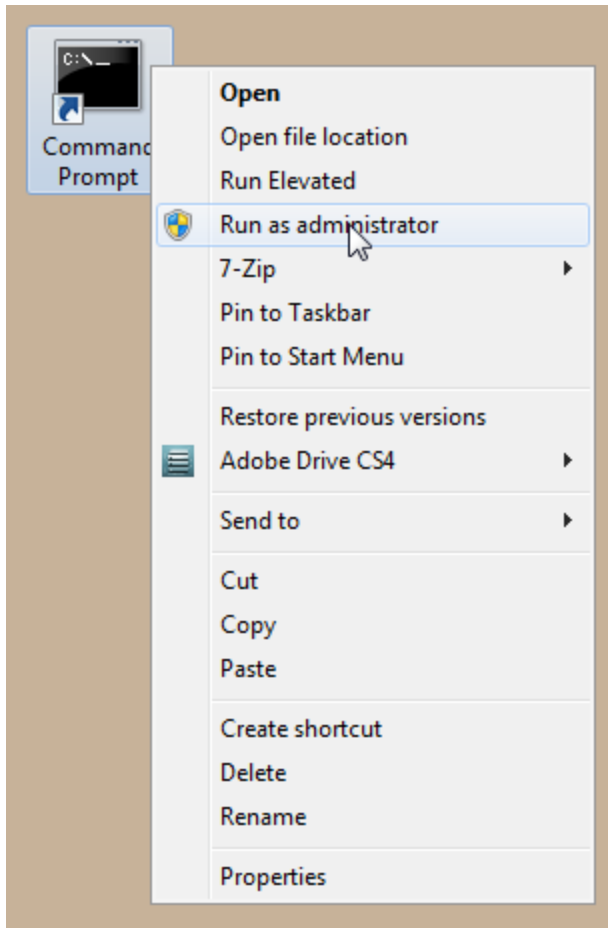 C:\_
Command
Prompt
Open
Open file location
Run Elevated
Run as administrator
7-Zip
Pin to Taskbar
Pin to Start Menu
Restore previous versions
Adobe Drive CS4
Send to
Cut
Copy
Paste
Create shortcut
Delete
Rename
Properties